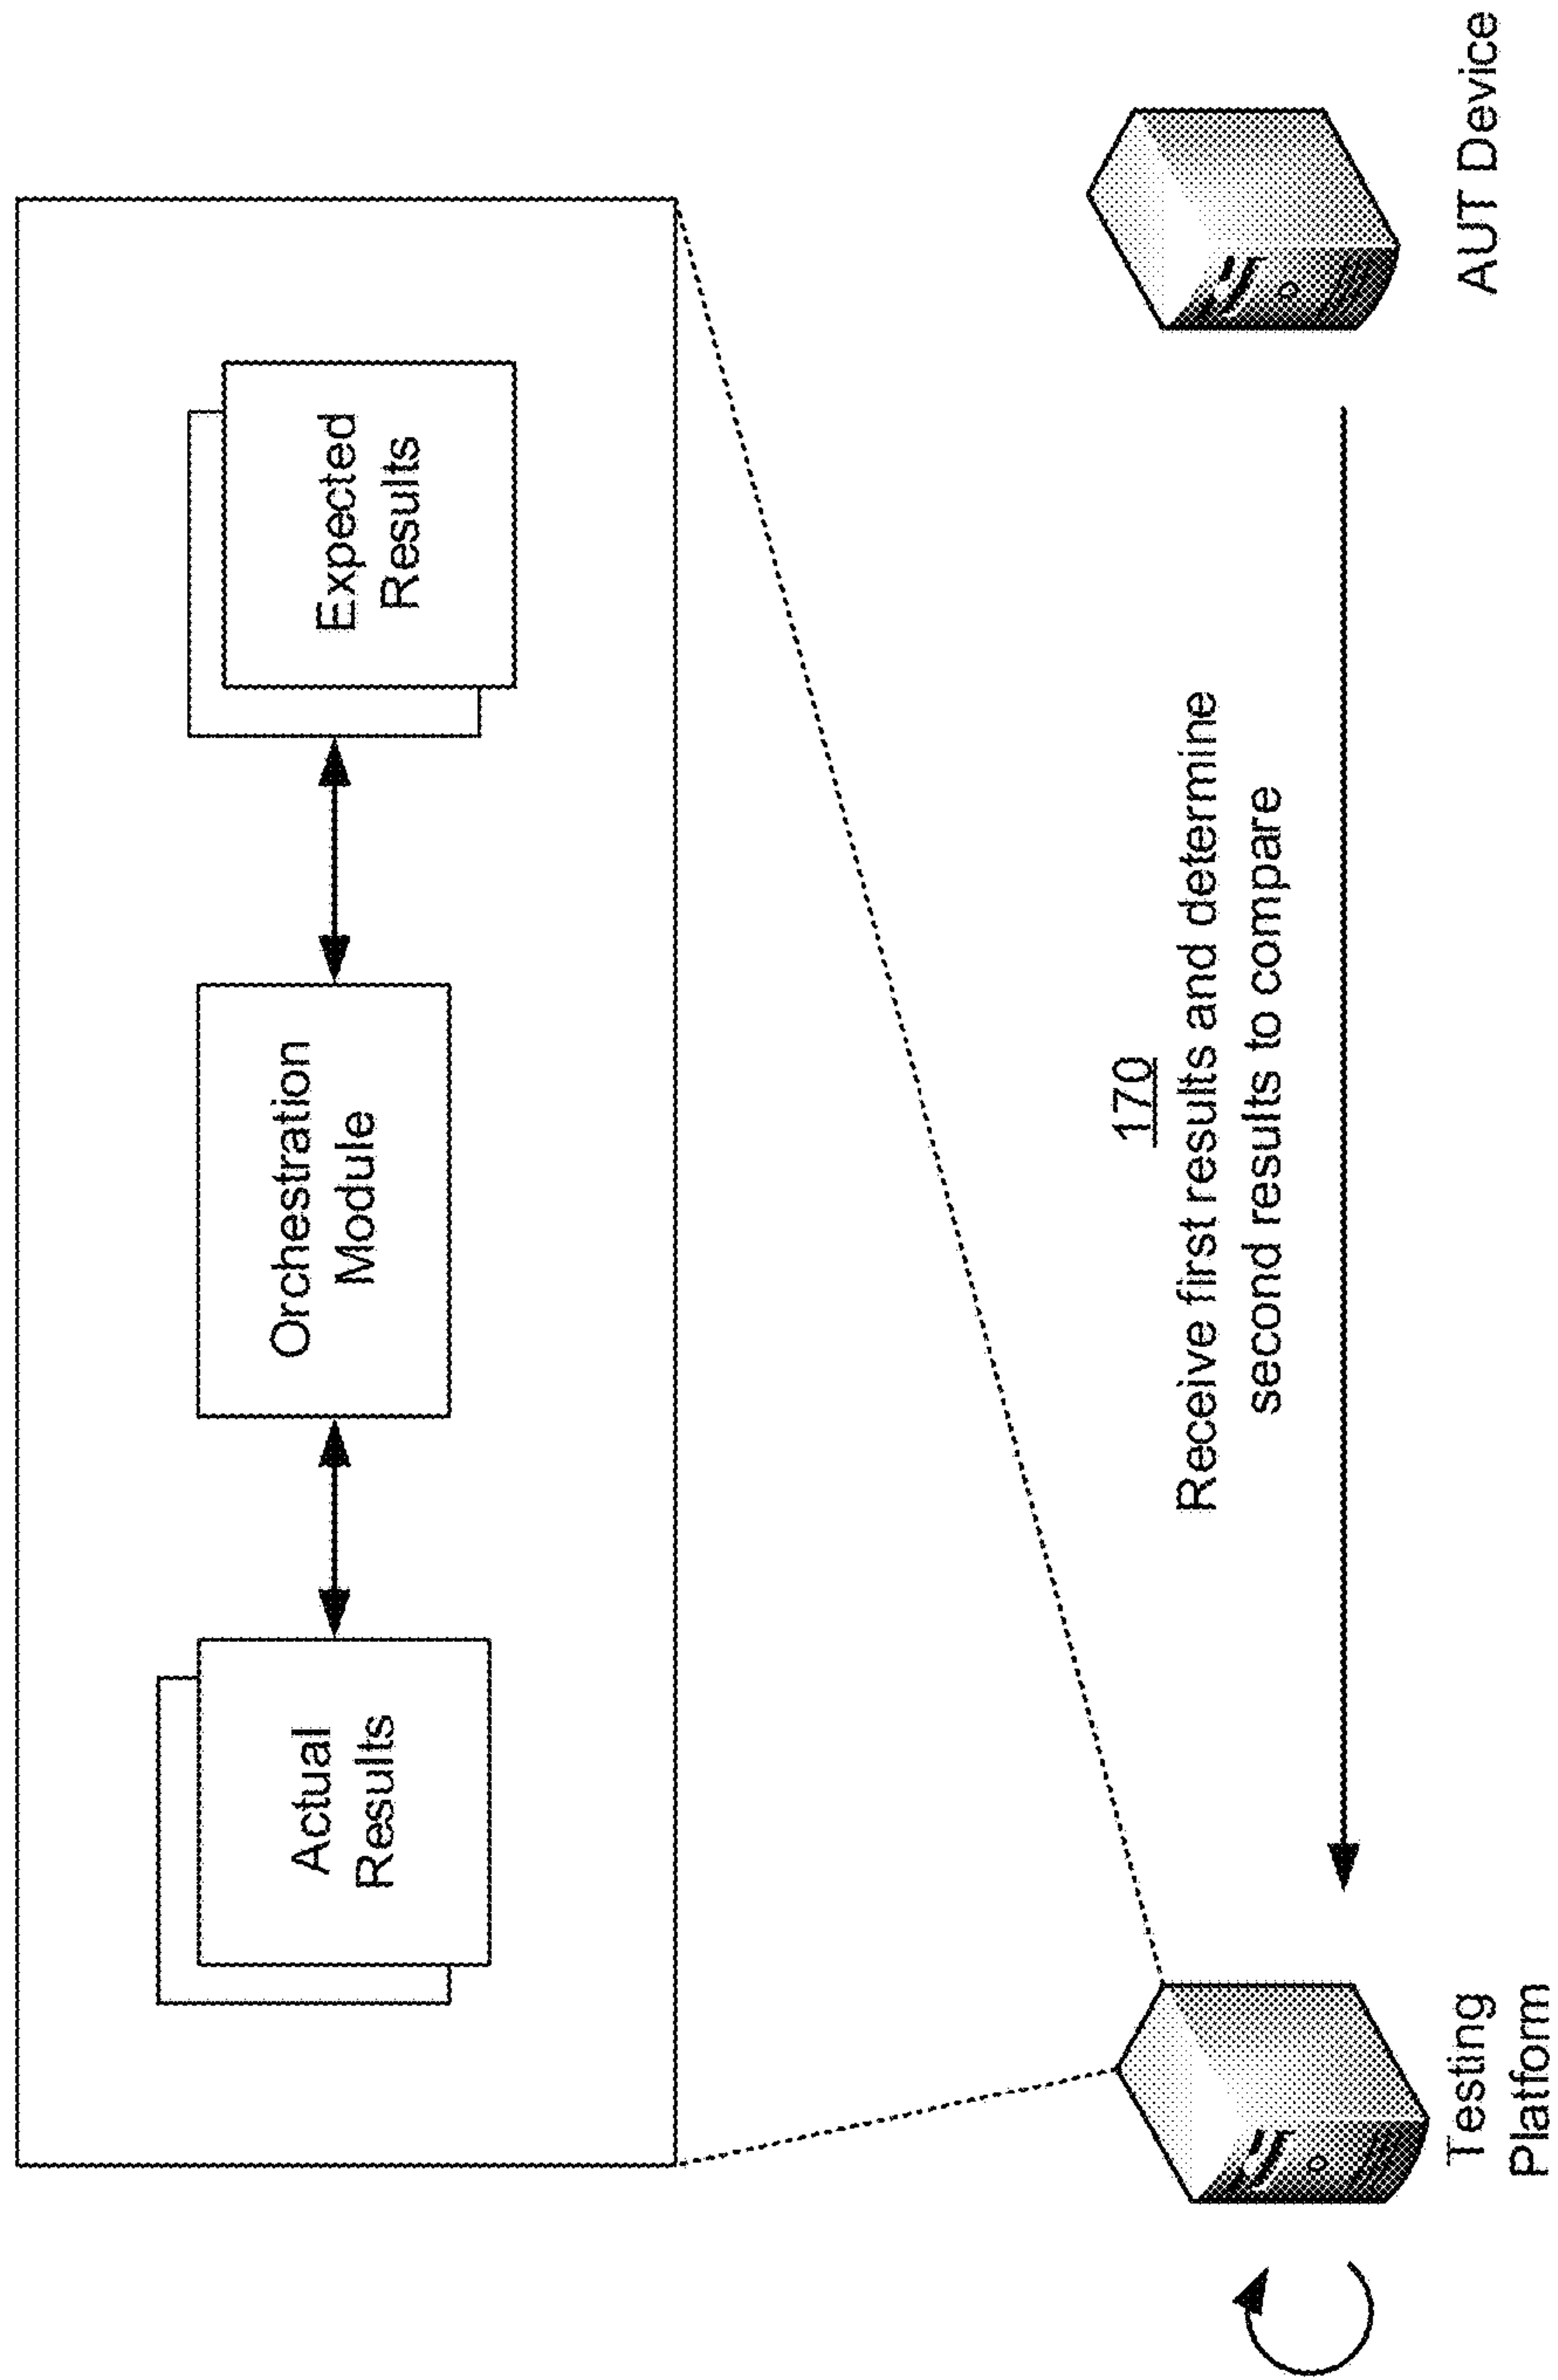 Actual
Results
Orchestration
Module
Expected
Results
170
Receive first results and determine
second results to compare
Testing
Platform
AUT Device